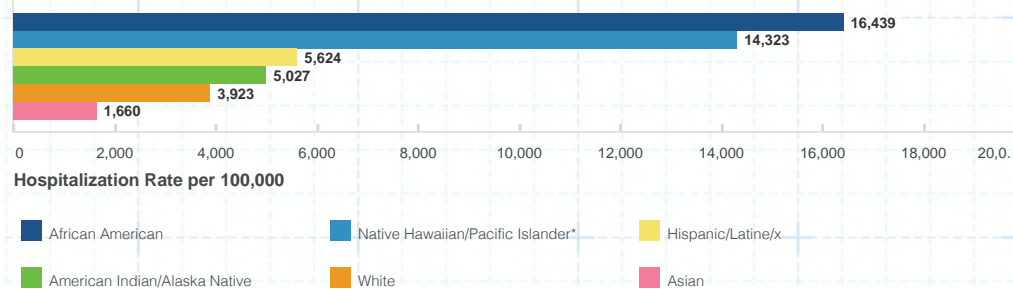 16,439
14,323
5,624
5,027
3,923
1,660
0 2,000 4,000 6,000 8,000 10,000 12,000 14,000 16,000 18,000 20,0..
Hospitalization Rate per 100,000
African American Native Hawaiian/Pacific Islander* Hispanic/Latine/x
American Indian/Alaska Native White Asian